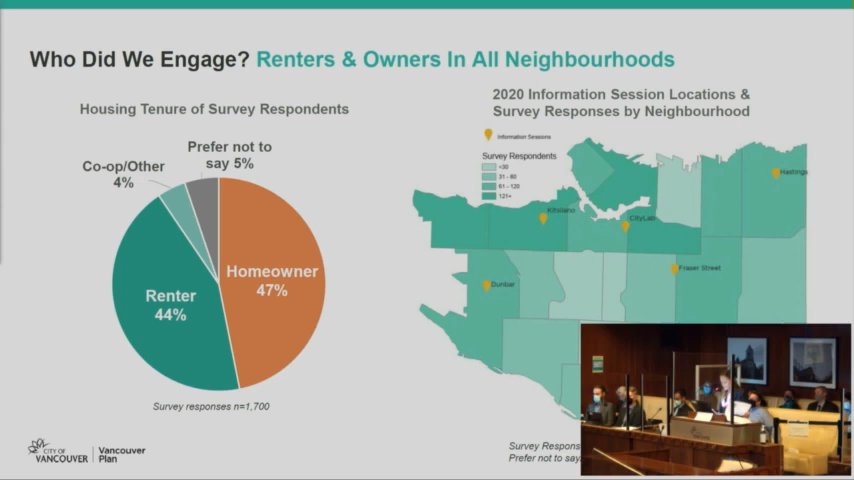 Who Did We Engage? Renters & Owners In All Neighbourhoods
Housing Tenure of Survey Respondents
Prefer not to
say 5%
Co-op/Other
4%
Homeowner
47%
Renter
44%
Survey responses n=1,700
2020 Information Session Locations &
Survey Responses by Neighbourhood
Information Sessions
Survey Respondents
<30
31 - 60
61 - 120
121+
Hastings
Kitsilano
CityLab
Fraser Street
Dunbar
Survey Respons
Prefer not to say
CITY OF
VANCOUVER
Vancouver
Plan